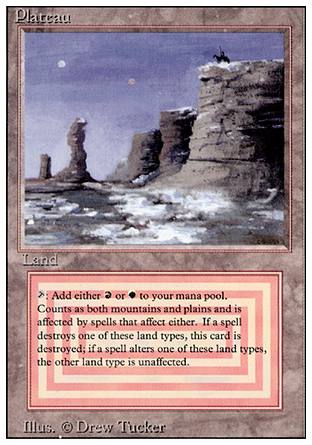 Plateau
Land
: Add either or to your mana pool.
Counts as both mountains and plains and is
affected by spells that affect either. If a spell
destroys one of these land types, this card is
destroyed; if a spell alters one of these land types,
the other land type is unaffected.
Illus. © Drew Tucker